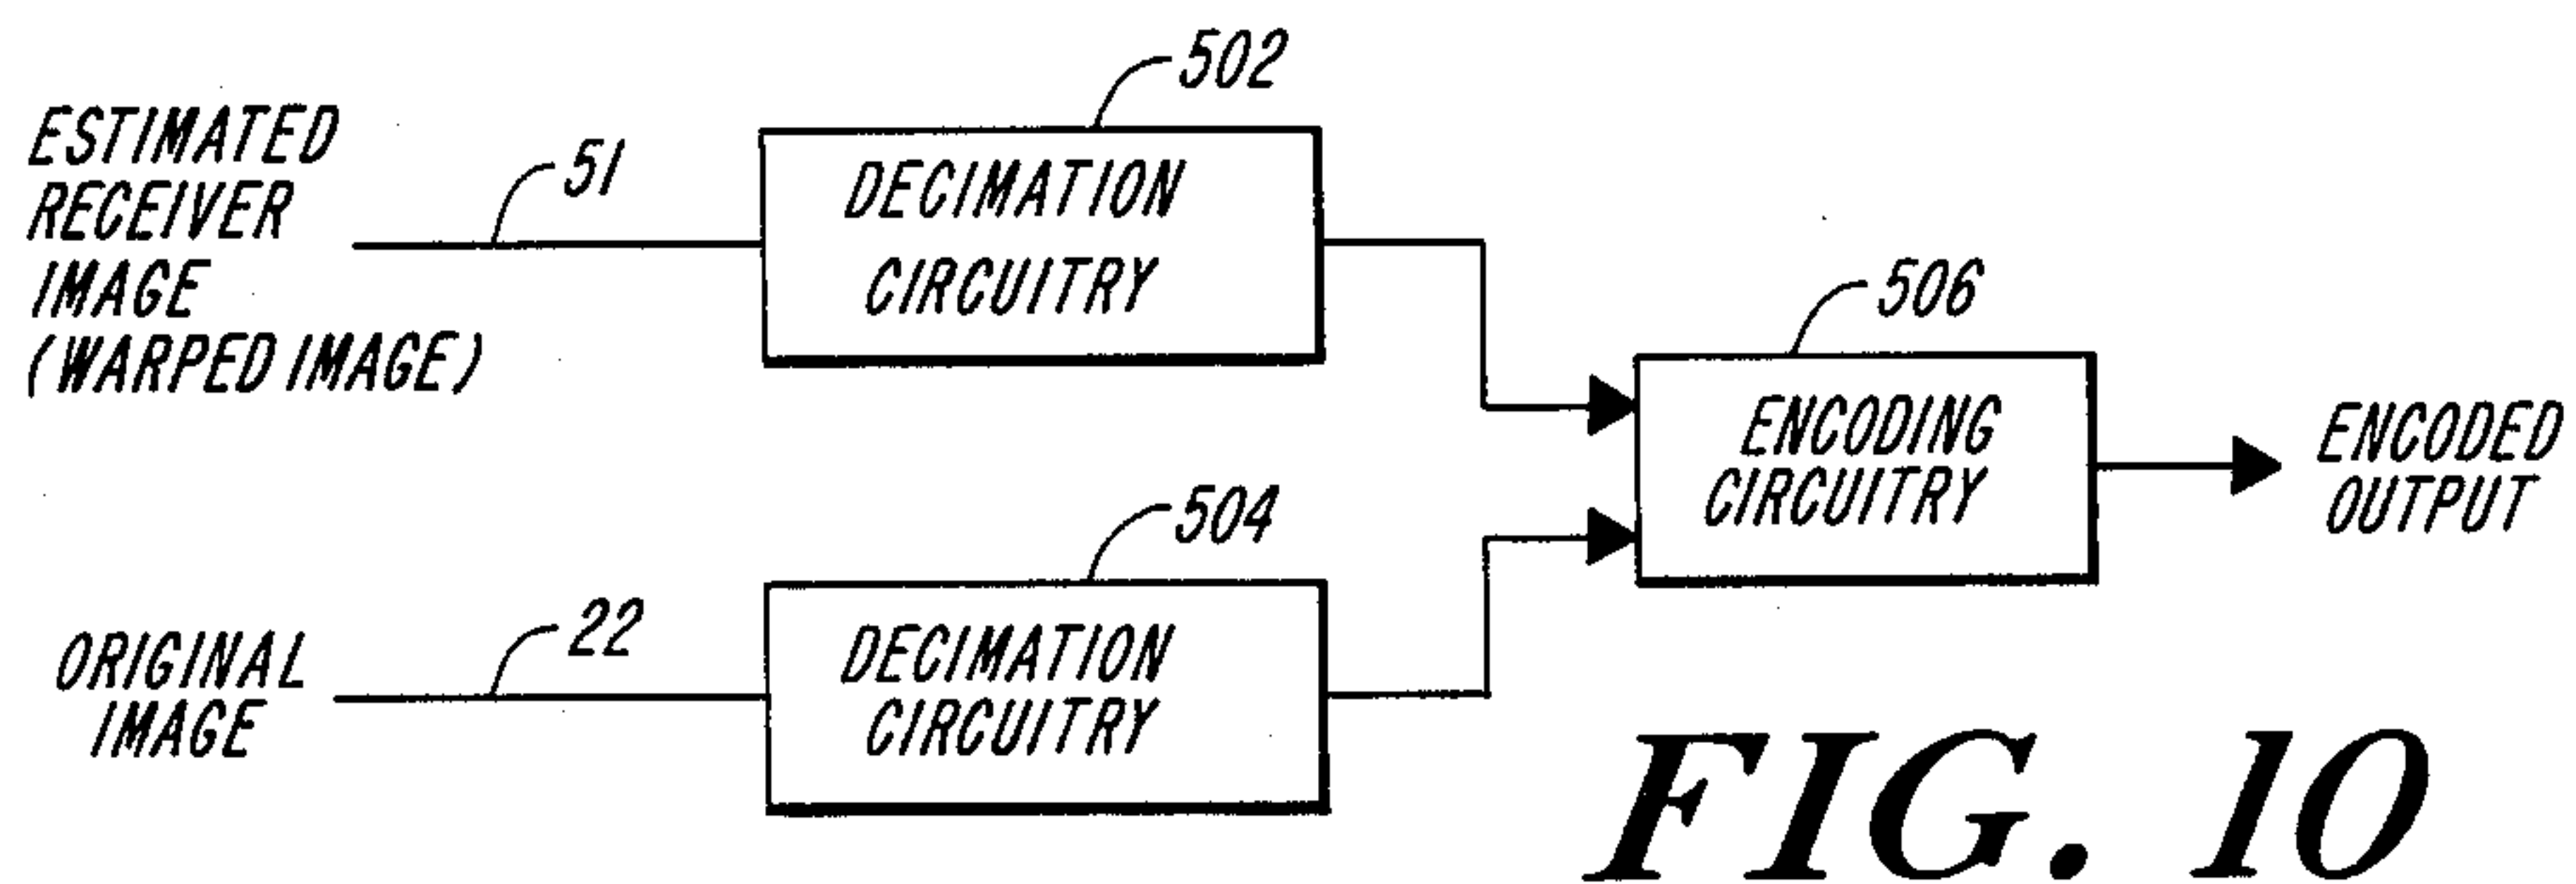 ESTIMATED
RECEIVER
IMAGE
(WARPED IMAGE)
51
502
DECIMATION
CIRCUITRY
ORIGINAL
IMAGE
22
504
DECIMATION
CIRCUITRY
506
ENCODING
CIRCUITRY
ENCODED
OUTPUT
FIG. 10